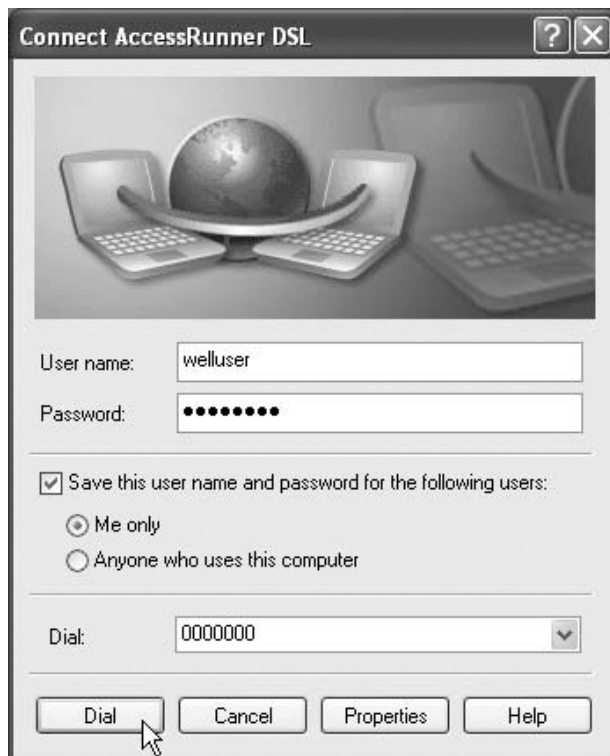 Connect AccessRunner DSL
User name: welluser
Password: ••••••••
Save this user name and password for the following users:
Me only
Anyone who uses this computer
Dial: 0000000
Dial Cancel Properties Help